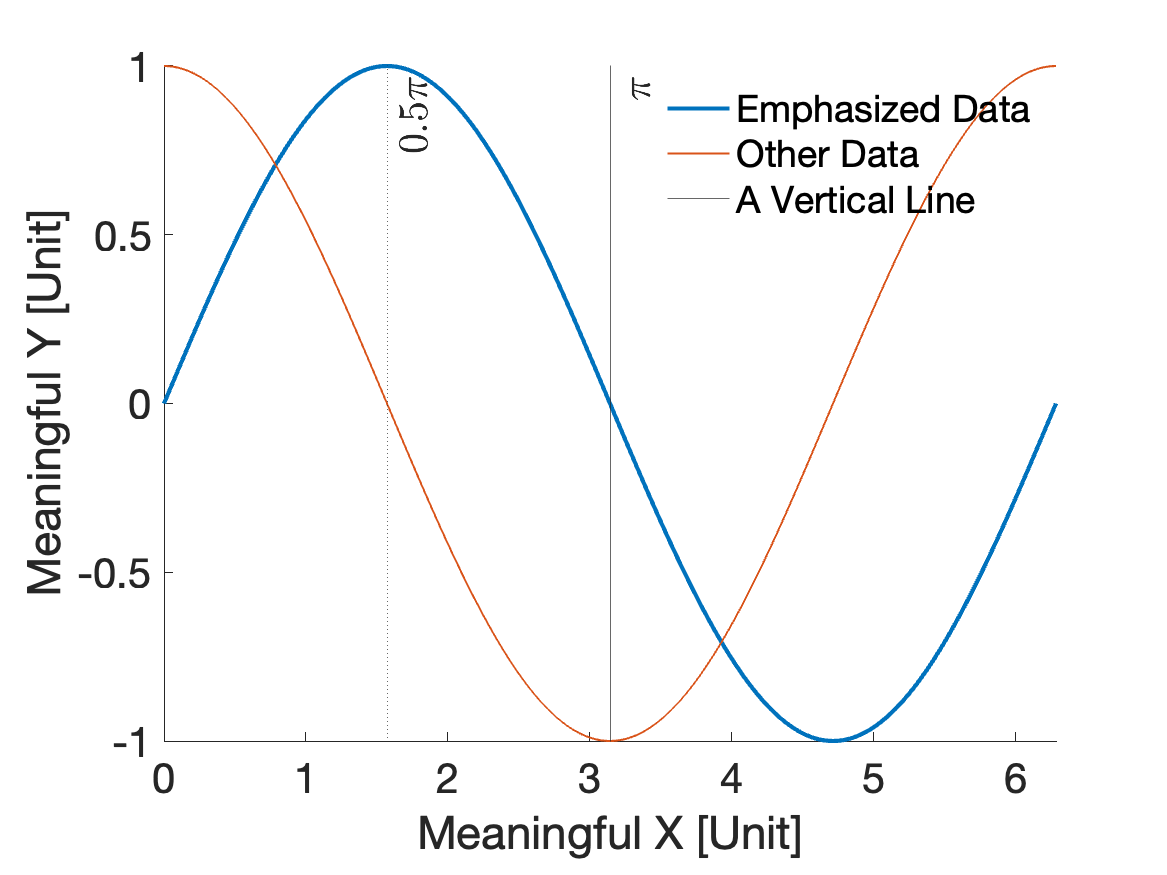 1
0.5
0
-0.5
-1
Meaningful Y [Unit]
0.5π
π
Emphasized Data
Other Data
A Vertical Line
0 1 2 3 4 5 6
Meaningful X [Unit]